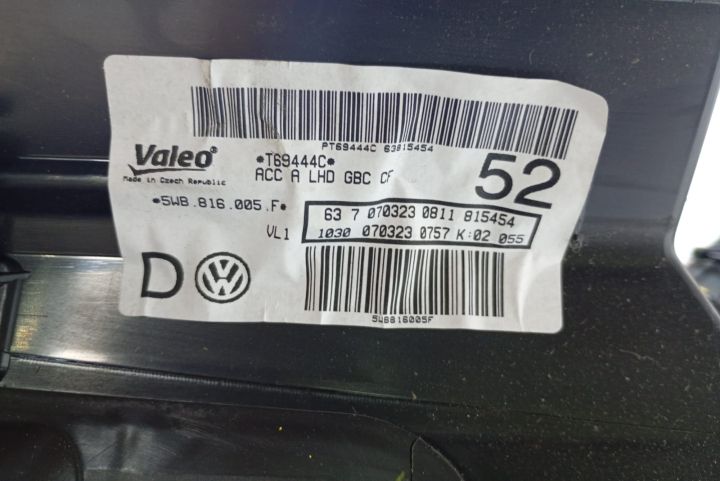 PT69444C 63815454
Valeo
Made in Czech Republic
*T69444C*
ACC A LHD GBC CF
52
*5WB.816.005.F*
VL1
63 7 070323 0811 815454
1030 070323 0757 K:02 055
D
VW
5WB816005F